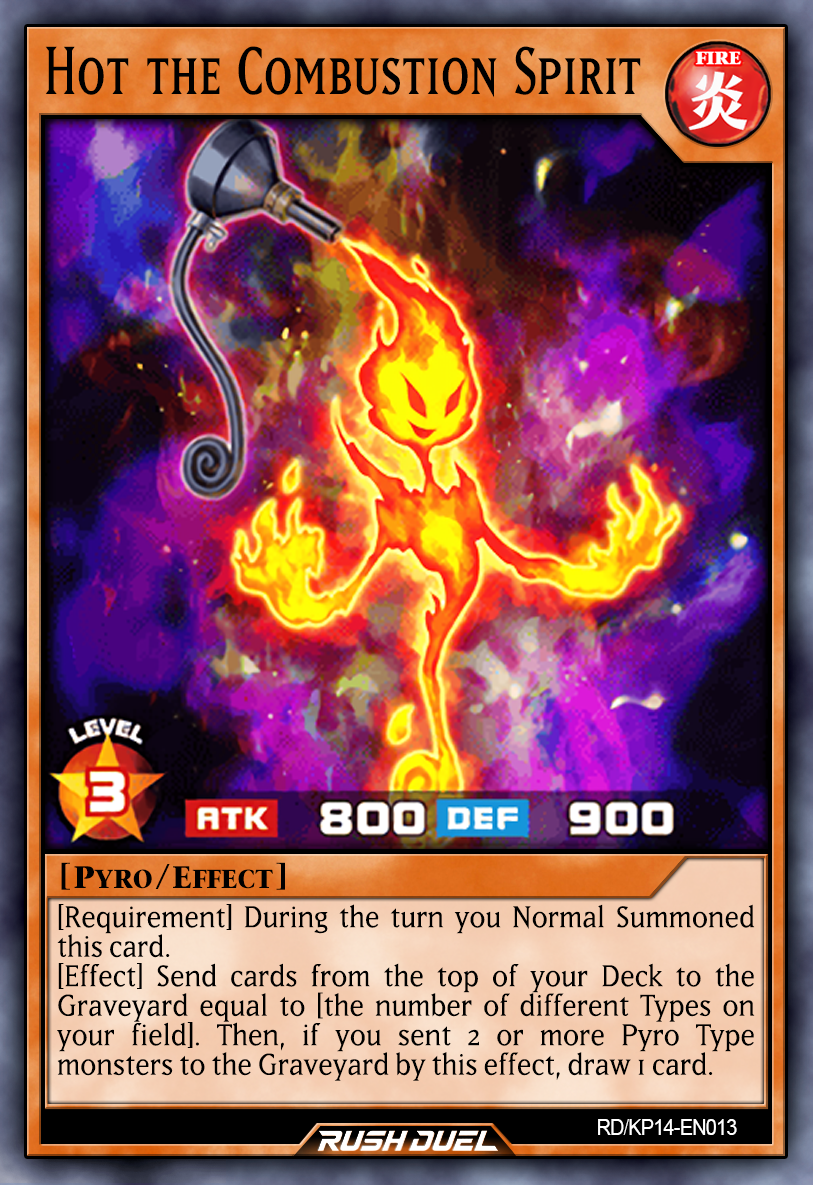 Hot the Combustion Spirit
FIRE
炎
LEVEL
3
ATK 800 DEF 900
[Pyro/Effect]
[Requirement] During the turn you Normal Summoned
this card.
[Effect] Send cards from the top of your Deck to the
Graveyard equal to [the number of different Types on
your field]. Then, if you sent 2 or more Pyro Type
monsters to the Graveyard by this effect, draw 1 card.
RD/KP14-EN013
RUSH DUEL